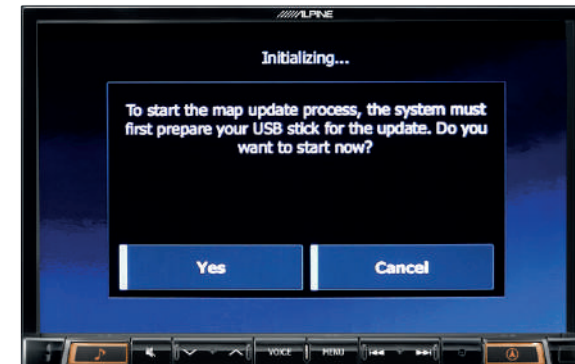 ALPINE
Initializing...
To start the map update process, the system must
first prepare your USB stick for the update. Do you
want to start now?
Yes
Cancel
VOICE
MENU